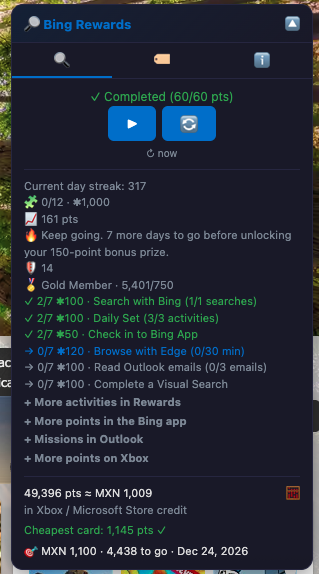 Bing Rewards
✓ Completed (60/60 pts)
↻ now
Current day streak: 317
0/12 · ✱1,000
161 pts
Keep going. 7 more days to go before unlocking
your 150-point bonus prize.
14
Gold Member - 5,401/750
✓ 2/7 ✱100 · Search with Bing (1/1 searches)
✓ 2/7 ✱100 · Daily Set (3/3 activities)
✓ 2/7 ✱50 · Check in to Bing App
→ 0/7 ✱120 · Browse with Edge (0/30 min)
→ 0/7 ✱100 · Read Outlook emails (0/3 emails)
→ 0/7 ✱100 · Complete a Visual Search
+ More activities in Rewards
+ More points in the Bing app
+ Missions in Outlook
+ More points on Xbox
49,396 pts ≈ MXN 1,009
in Xbox / Microsoft Store credit
Cheapest card: 1,145 pts ✓
MXN 1,100 · 4,438 to go · Dec 24, 2026